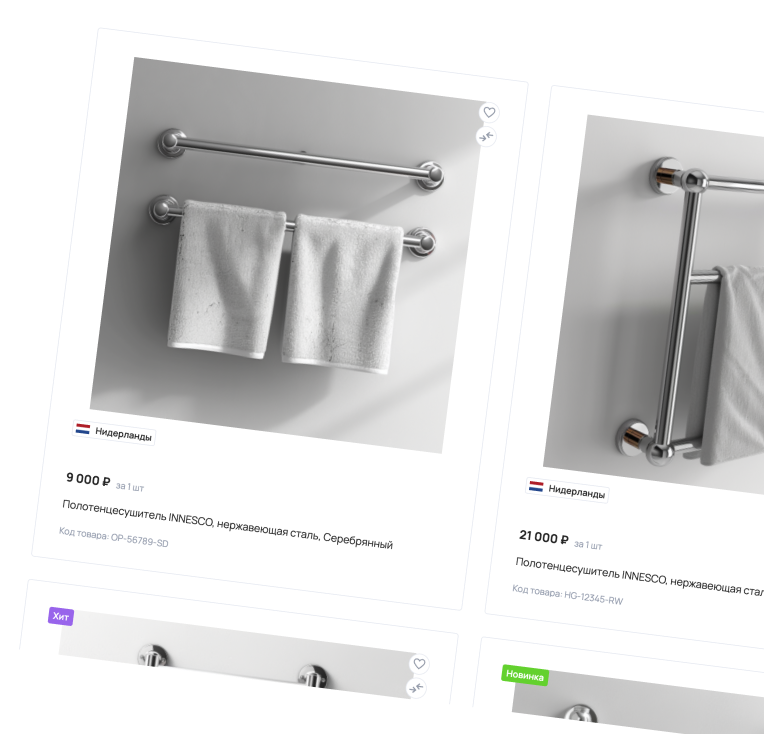 Нидерланды
9 000 ₽ за 1 шт
Полотенцесушитель INNESCO, нержавеющая сталь, Серебрянный
Код товара: OP-56789-SD
Нидерланды
21 000 ₽ за 1 шт
Полотенцесушитель INNESCO, нержавеющая
Код товара: HG-12345-RW
Хит
Новинка